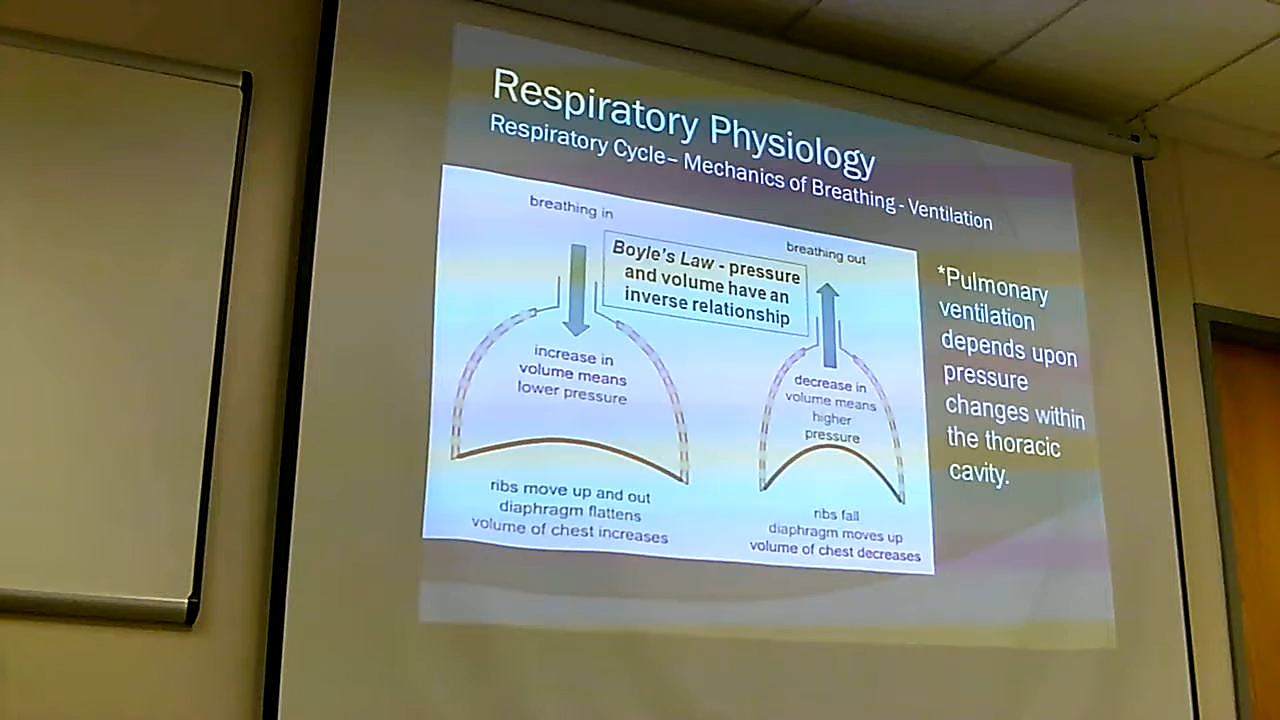 Respiratory Physiology
Respiratory Cycle– Mechanics of Breathing - Ventilation
breathing in
Boyle's Law - pressure
and volume have an
inverse relationship
breathing out
increase in
volume means
lower pressure
decrease in
volume means
higher
pressure
ribs move up and out
diaphragm flattens
volume of chest increases
ribs fall
diaphragm moves up
volume of chest decreases
*Pulmonary
ventilation
depends upon
pressure
changes within
the thoracic
cavity.